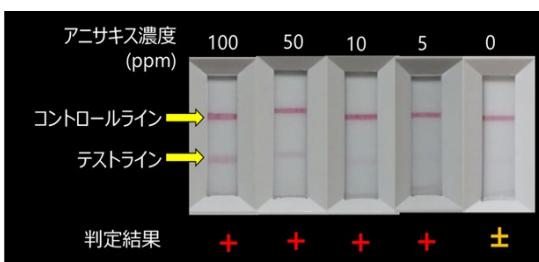 アニサキス濃度
(ppm)
100 50 10 5 0
コントロールライン
テストライン
判定結果 + + + + ±